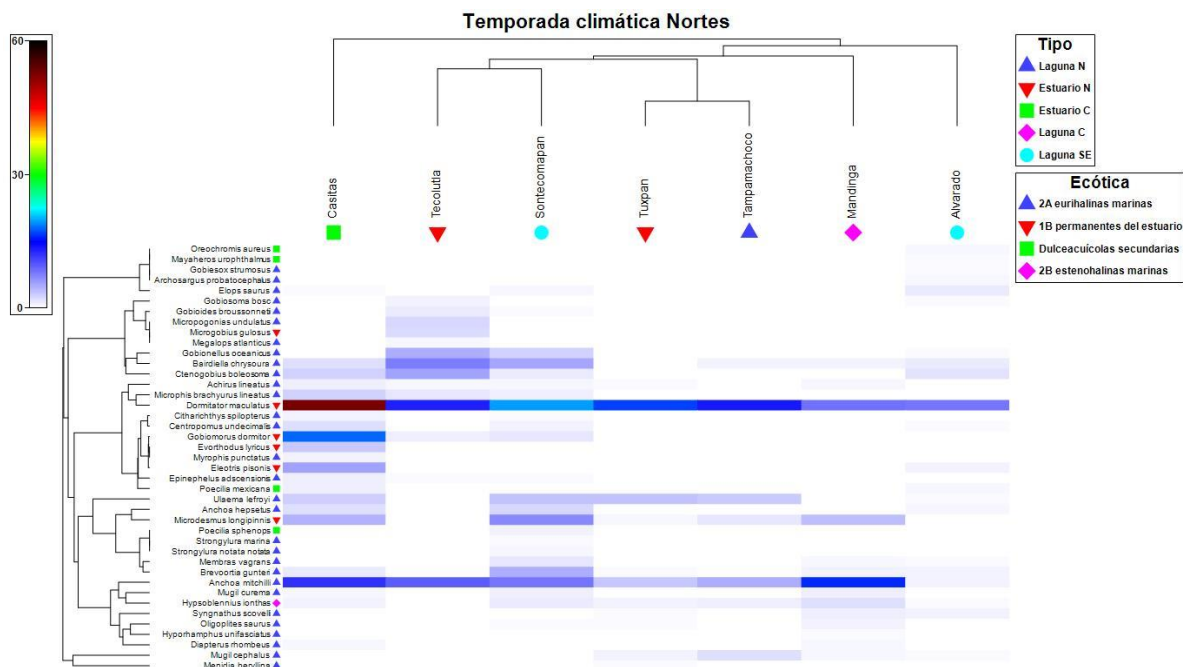 Temporada climática Nortes
60
30
0
Casitas
Tecolutla
Sontecomapan
Tuxpan
Tampamachoco
Mandinga
Alvarado
Tipo
Laguna N
Estuario N
Estuario C
Laguna C
Laguna SE
Ecótica
2A eurihalinas marinas
1B permanentes del estuario
Dulceacuícolas secundarias
2B estenohalinas marinas
Oreochromis aureus
Mayaheros urophthalmus
Gobiesox strumosus
Archosargus probatocephalus
Elops saurus
Gobiosoma bosc
Gobioides broussonneti
Micropogonias undulatus
Microgobius gulosus
Megalops atlanticus
Gobionellus oceanicus
Bairdiella chrysoura
Ctenogobius boleosoma
Achirus lineatus
Microphis brachyurus lineatus
Dormitator maculatus
Citharichthys spilopterus
Centropomus undecimalis
Gobiomorus dormitor
Evorthodus lyricus
Myrophis punctatus
Eleotris pisonis
Epinephelus adscensionis
Poecilia mexicana
Ulaema lefroyi
Anchoa hepsetus
Microdesmus longipinnis
Poecilia sphenops
Strongylura marina
Strongylura notata notata
Membras vagrans
Brevoortia gunteri
Anchoa mitchilli
Mugil curema
Hypsoblennius ionthas
Syngnathus scovelli
Oligoplites saurus
Hyporhamphus unifasciatus
Diapterus rhombeus
Mugil cephalus
Menidia beryllina